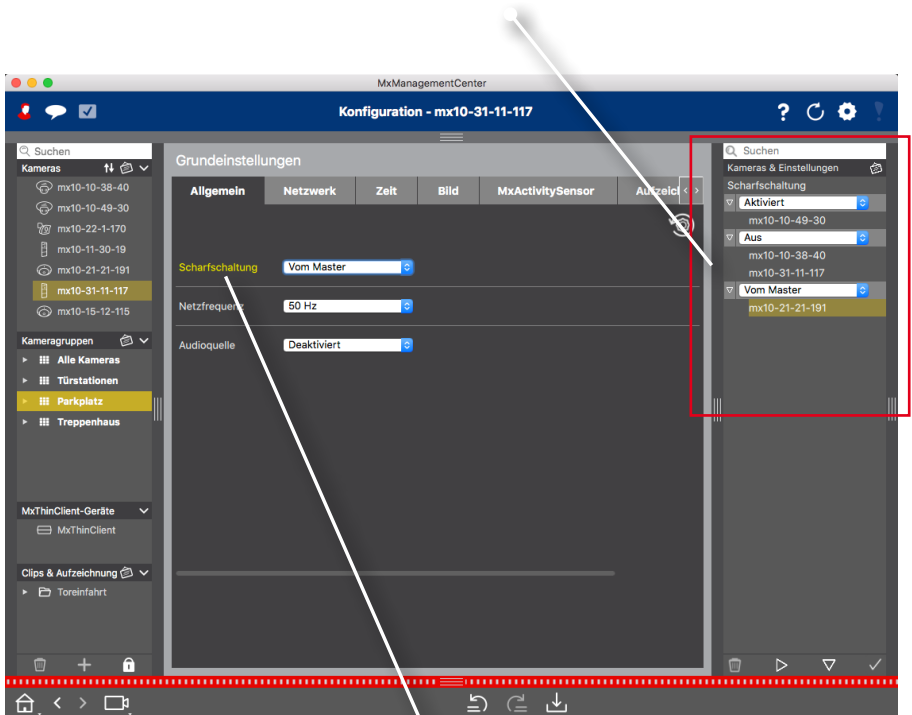 MxManagementCenter
Konfiguration - mx10-31-11-117
?
Suchen
Kameras
mx10-10-38-40
mx10-10-49-30
mx10-22-1-170
mx10-11-30-19
mx10-21-21-191
mx10-31-11-117
mx10-15-12-115
Kameragruppen
Alle Kameras
Türstationen
Parkplatz
Treppenhaus
MxThinClient-Geräte
MxThinClient
Clips & Aufzeichnung
Toreinfahrt
Grundeinstellungen
Allgemein Netzwerk Zeit Bild MxActivitySensor
Scharfschaltung Vom Master
Netzfrequenz 50 Hz
Audioquelle Deaktiviert
Suchen
Kameras & Einstellungen
Scharfschaltung
Aktiviert
mx10-10-49-30
Aus
mx10-10-38-40
mx10-31-11-117
Vom Master
mx10-21-21-191